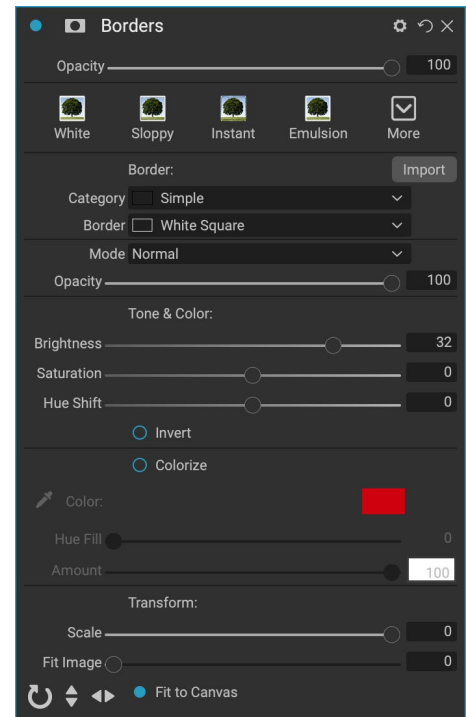 Borders
Opacity 100
White Sloppy Instant Emulsion More
Border: Import
Category Simple
Border White Square
Mode Normal
Opacity 100
Tone & Color:
Brightness 32
Saturation 0
Hue Shift 0
Invert
Colorize
Color:
Hue Fill 0
Amount 100
Transform:
Scale 0
Fit Image 0
Fit to Canvas